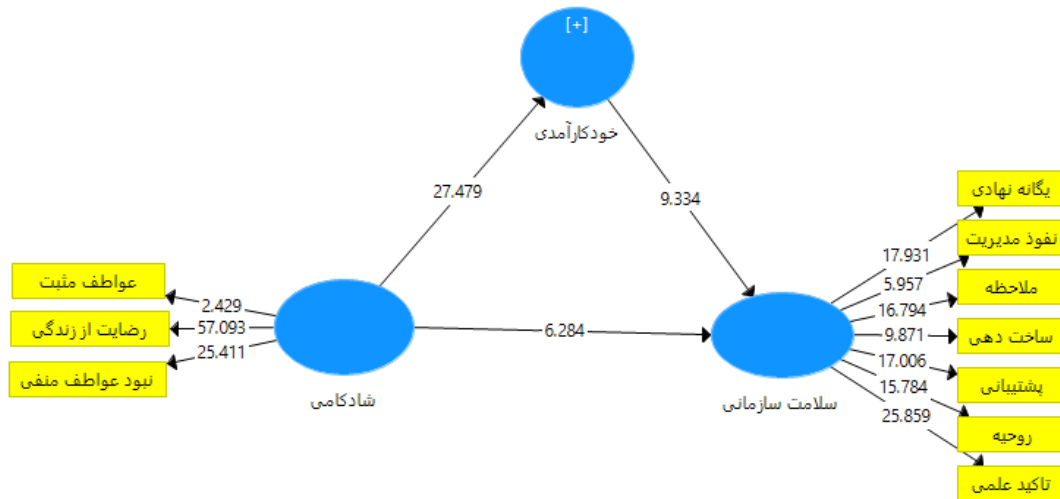 [+]
خودکارآمدی
27.479
9.334
یگانه نهادی
نفوذ مدیریت
ملاحظه
ساخت دهی
پشتیبانی
روحیه
تاکید علمی
17.931
5.957
16.794
9.871
17.006
15.784
25.859
عواطف مثبت
رضایت از زندگی
نبود عواطف منفی
2.429
57.093
25.411
6.284
شادکامی
سلامت سازمانی